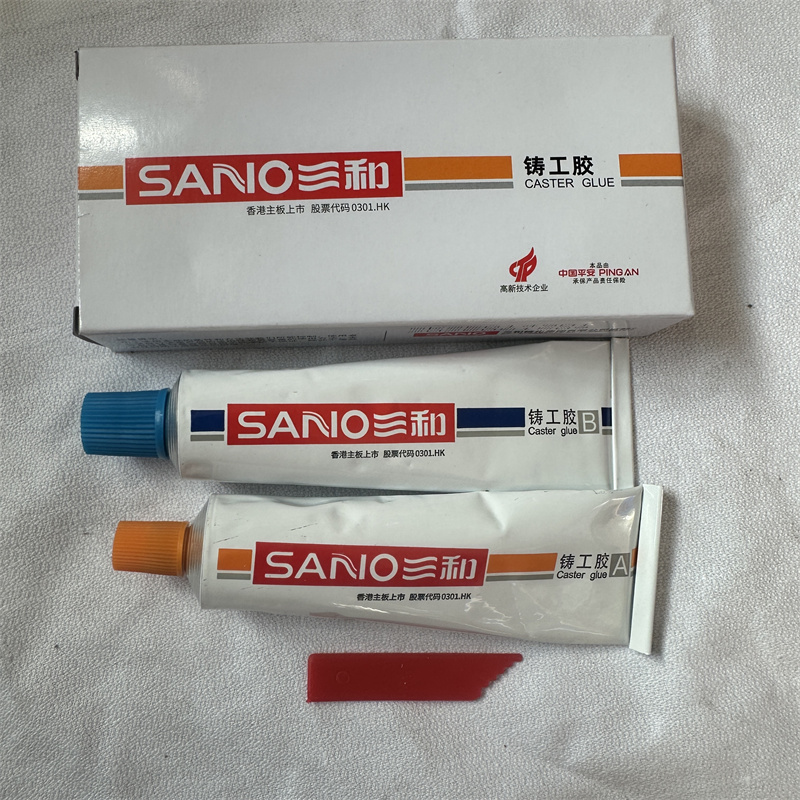 SANO三和
铸工胶
CASTER GLUE
香港主板上市 股票代码0301.HK
高新技术企业
本品由
中国平安 PING AN
承保产品责任保险
SANO三和
铸工胶
Caster glue B
香港主板上市 股票代码0301.HK
SANO三和
铸工胶
Caster glue A
香港主板上市 股票代码0301.HK